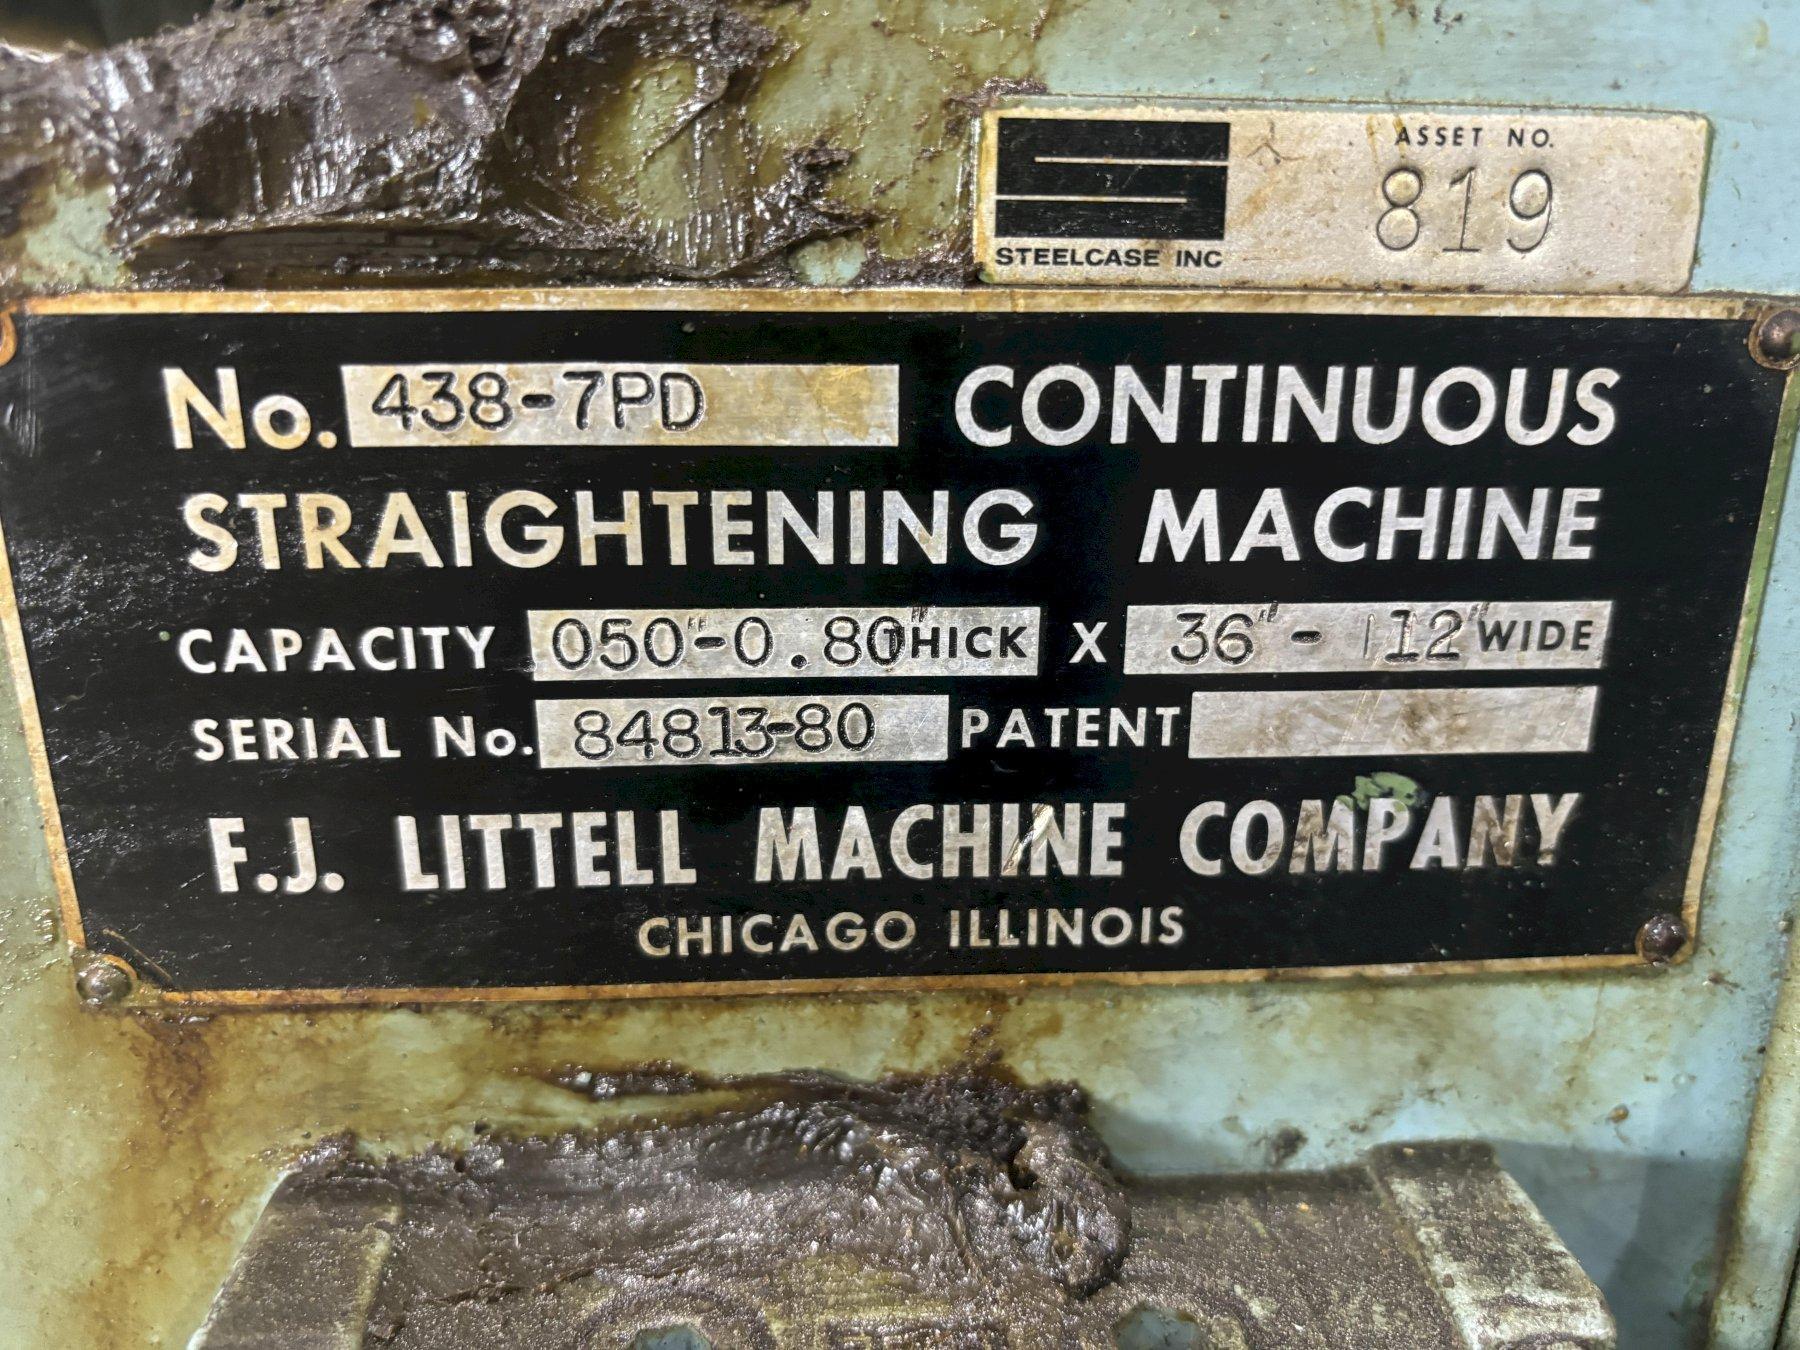 ASSET NO.
819
STEELCASE INC
No. 438-7PD CONTINUOUS
STRAIGHTENING MACHINE
CAPACITY .050"-0.80" THICK X 36"- 112" WIDE
SERIAL No. 84813-80 PATENT
F.J. LITTELL MACHINE COMPANY
CHICAGO ILLINOIS